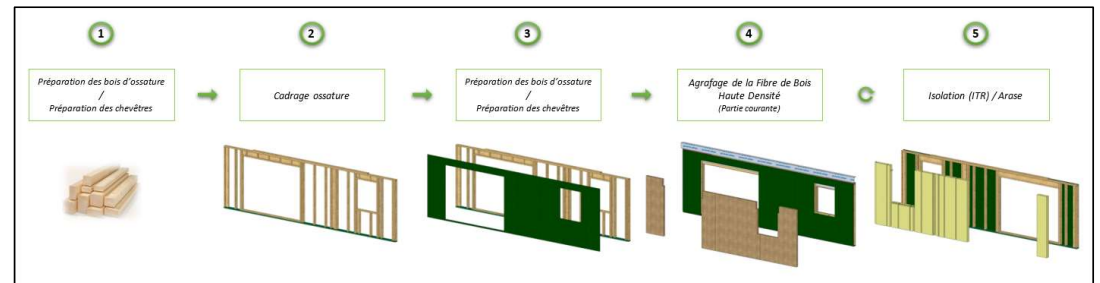 1
2
3
4
5
Préparation des bois d'ossature
/
Préparation des chevêtres
Cadrage ossature
Préparation des bois d'ossature
/
Préparation des chevêtres
Agrafage de la Fibre de Bois
Haute Densité
(Partie courante)
Isolation (ITR) / Arase